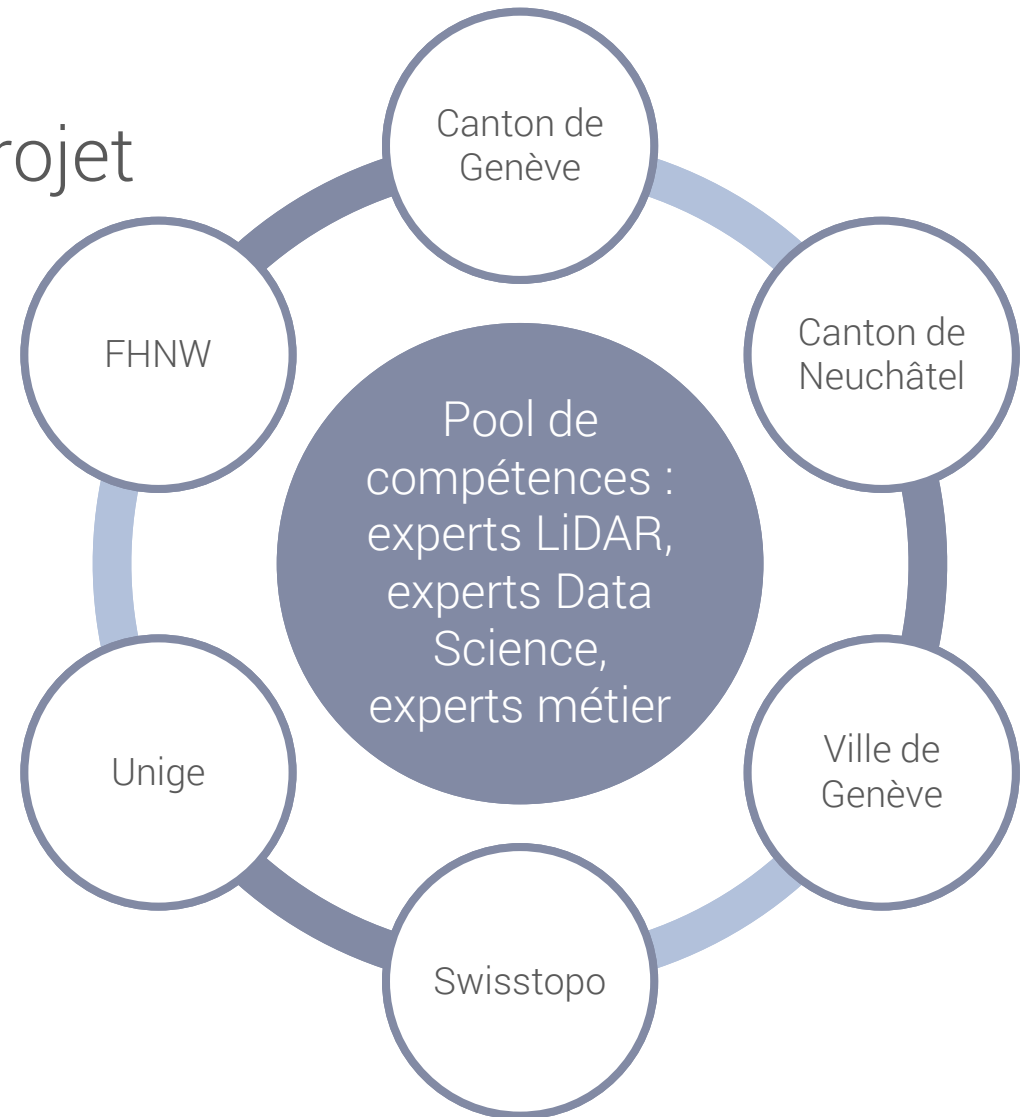 rojet
Canton de
Genève
FHNW
Canton de
Neuchâtel
Pool de
compétences :
experts LiDAR,
experts Data
Science,
experts métier
Unige
Ville de
Genève
Swisstopo